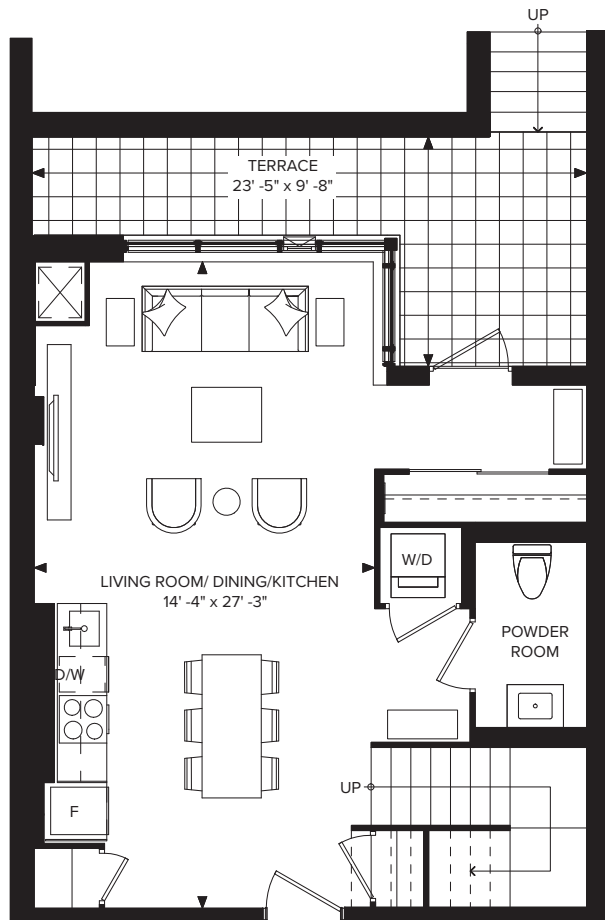 UP
TERRACE
23' -5" x 9' -8"
W/D
LIVING ROOM/ DINING/KITCHEN
14' -4" x 27' -3"
POWDER
ROOM
D/W
UP
F